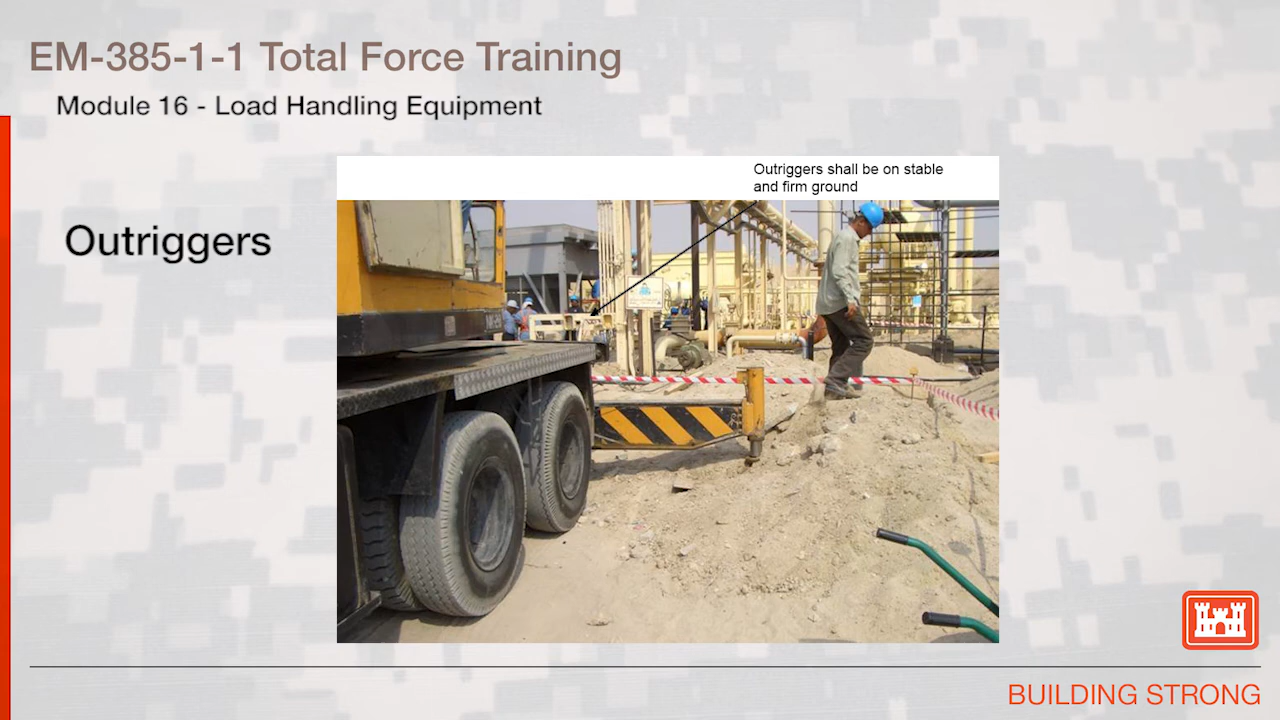 EM-385-1-1 Total Force Training
Module 16 - Load Handling Equipment
Outriggers shall be on stable
and firm ground
Outriggers
BUILDING STRONG